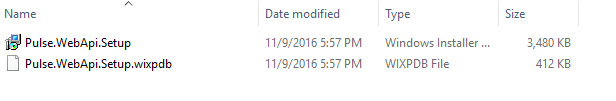 Name Date modified Type Size
Pulse.WebApi.Setup 11/9/2016 5:57 PM Windows Installer ... 3,480 KB
Pulse.WebApi.Setup.wixpdb 11/9/2016 5:57 PM WIXPDB File 412 KB